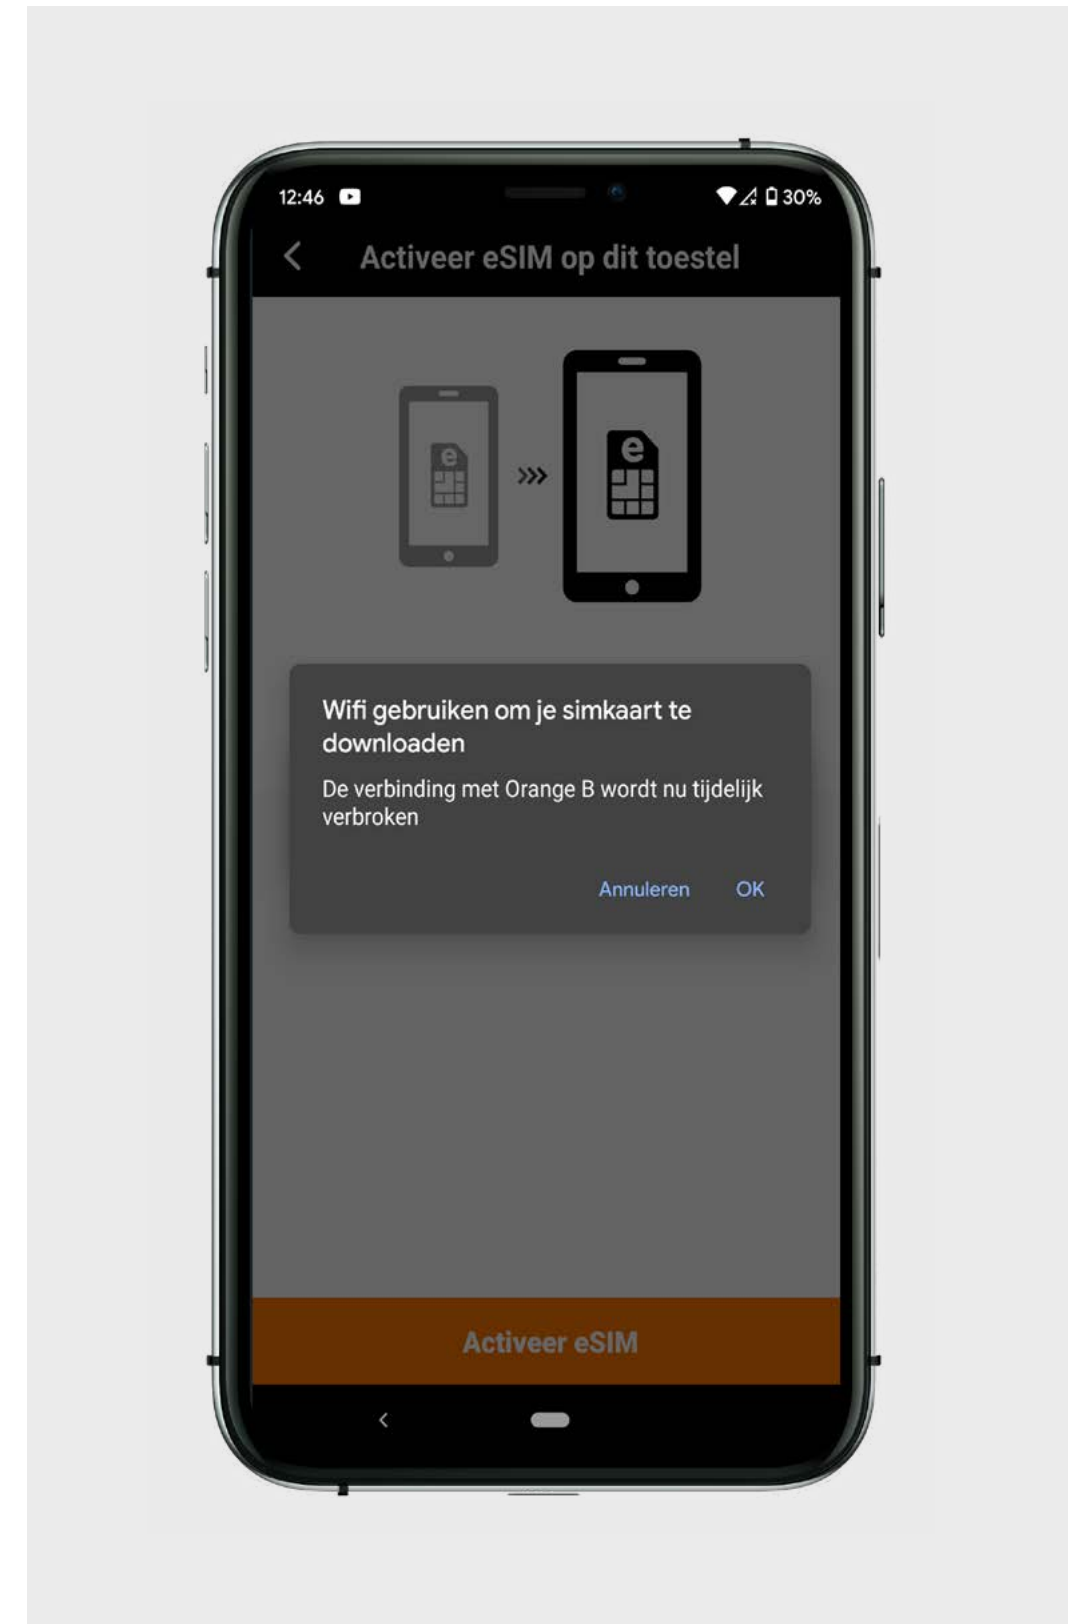 12:46
30%
Activeer eSIM op dit toestel
e
e
Wifi gebruiken om je simkaart te
downloaden
De verbinding met Orange B wordt nu tijdelijk
verbroken
Annuleren
OK
Activeer eSIM